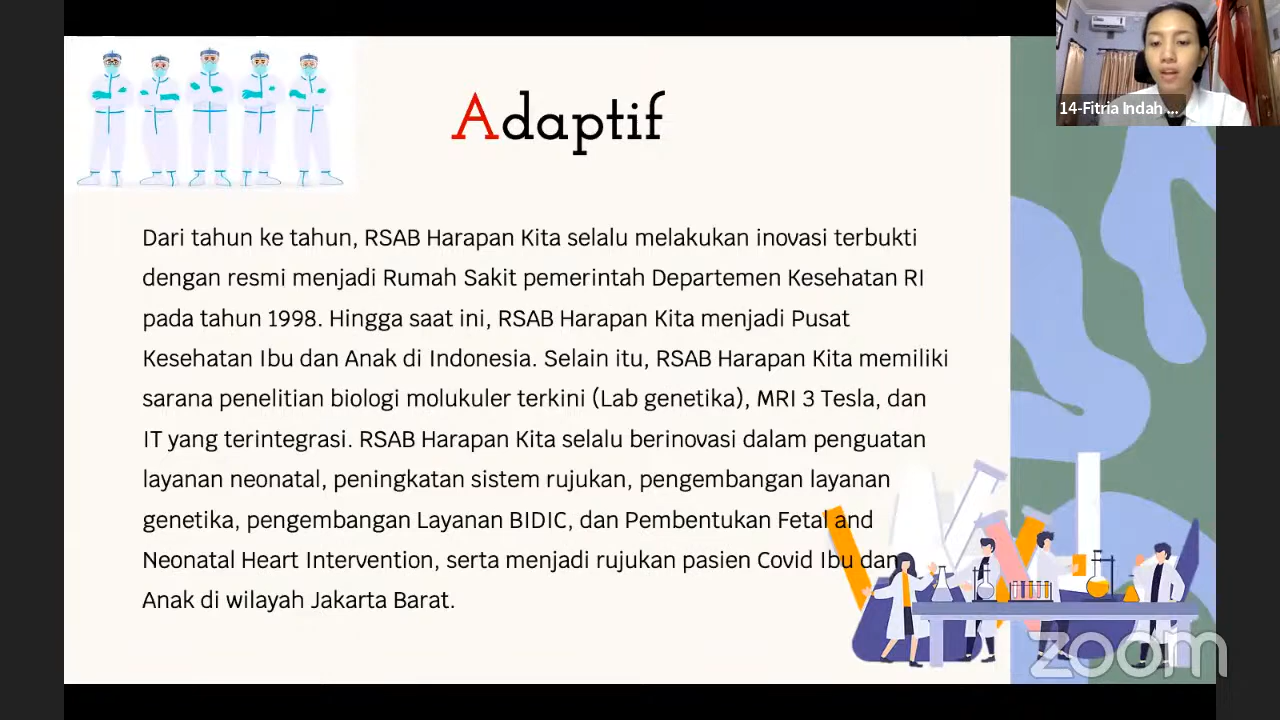 14-Fitria Indah ...
Adaptif
Dari tahun ke tahun, RSAB Harapan Kita selalu melakukan inovasi terbukti
dengan resmi menjadi Rumah Sakit pemerintah Departemen Kesehatan RI
pada tahun 1998. Hingga saat ini, RSAB Harapan Kita menjadi Pusat
Kesehatan Ibu dan Anak di Indonesia. Selain itu, RSAB Harapan Kita memiliki
sarana penelitian biologi molukuler terkini (Lab genetika), MRI 3 Tesla, dan
IT yang terintegrasi. RSAB Harapan Kita selalu berinovasi dalam penguatan
layanan neonatal, peningkatan sistem rujukan, pengembangan layanan
genetika, pengembangan Layanan BIDIC, dan Pembentukan Fetal and
Neonatal Heart Intervention, serta menjadi rujukan pasien Covid Ibu dan
Anak di wilayah Jakarta Barat.
zoom